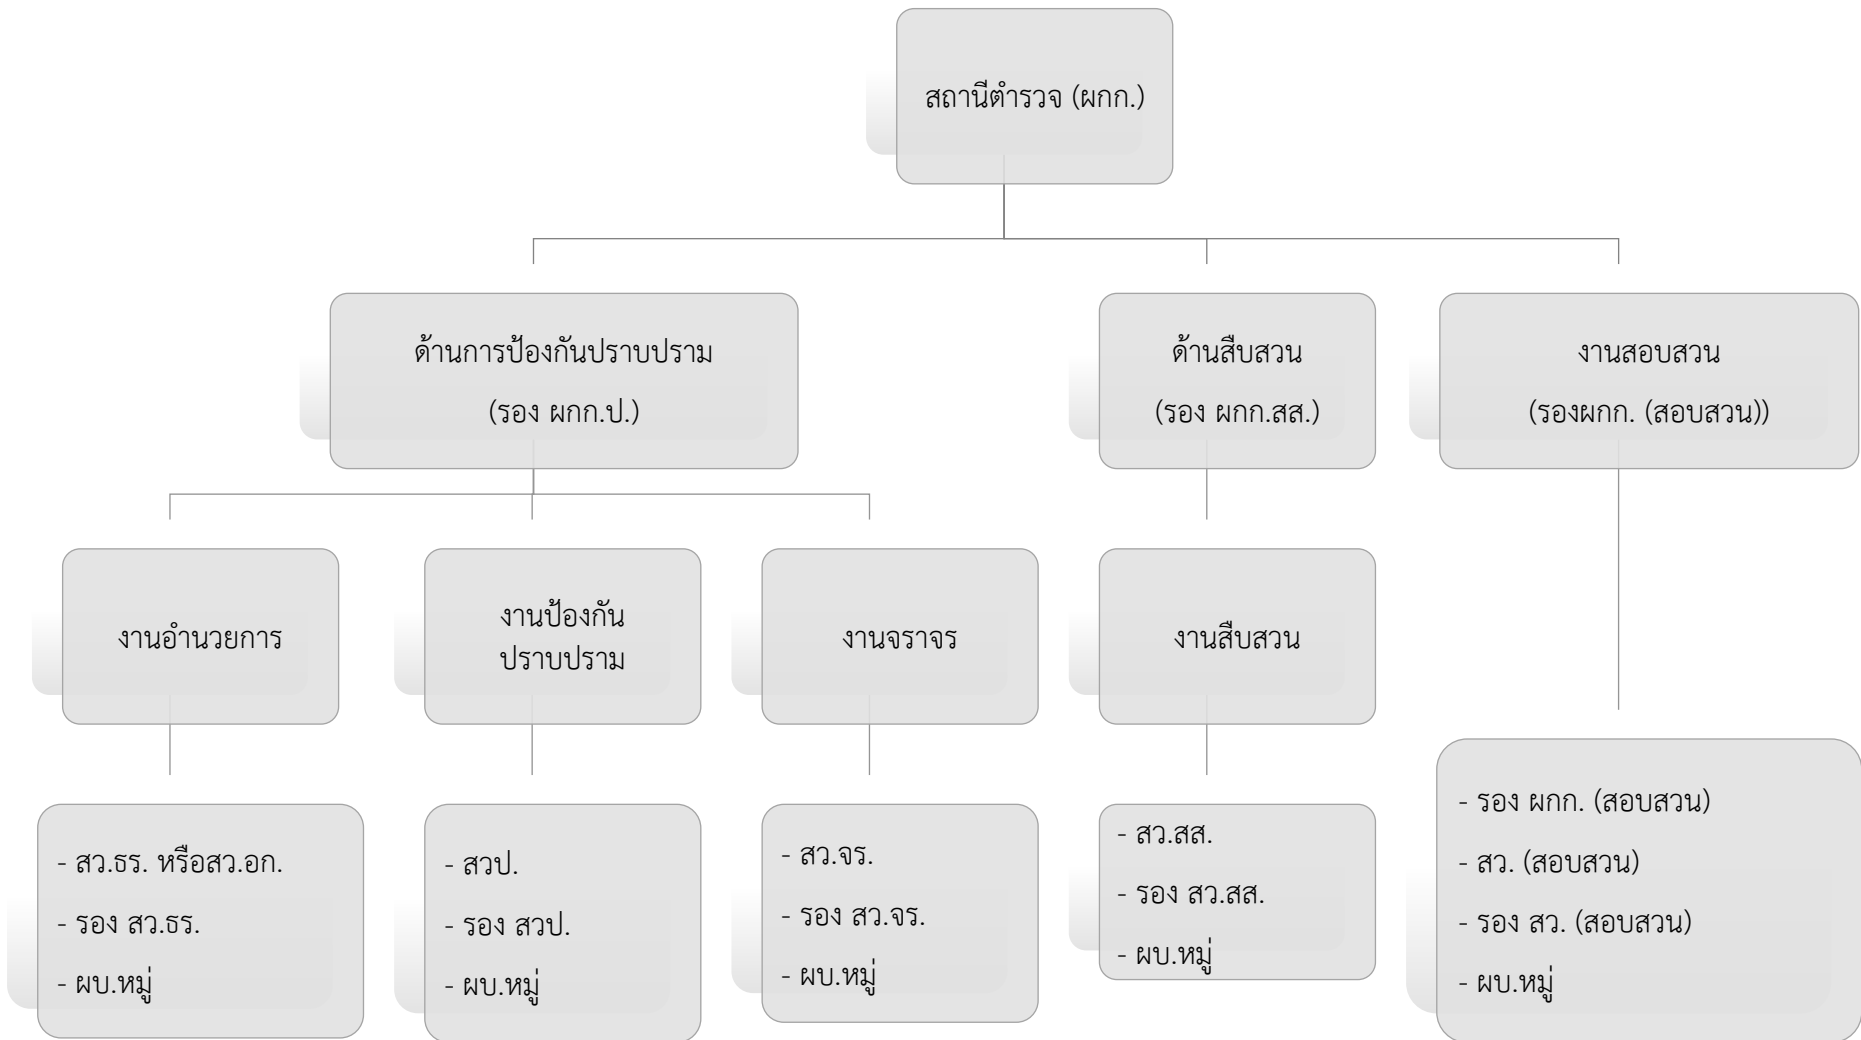 สถานีตำรวจ (ผกก.)
ด้านการป้องกันปราบปราม
(รอง ผกก.ป.)
ด้านสืบสวน
(รอง ผกก.สส.)
งานสอบสวน
(รองผกก. (สอบสวน))
งานอำนวยการ
งานป้องกัน
ปราบปราม
งานจราจร
งานสืบสวน
- สว.ธร. หรือสว.อก.
- รอง สว.ธร.
- ผบ.หมู่
- สวป.
- รอง สวป.
- ผบ.หมู่
- สว.จร.
- รอง สว.จร.
- ผบ.หมู่
- สว.สส.
- รอง สว.สส.
- ผบ.หมู่
- รอง ผกก. (สอบสวน)
- สว. (สอบสวน)
- รอง สว. (สอบสวน)
- ผบ.หมู่